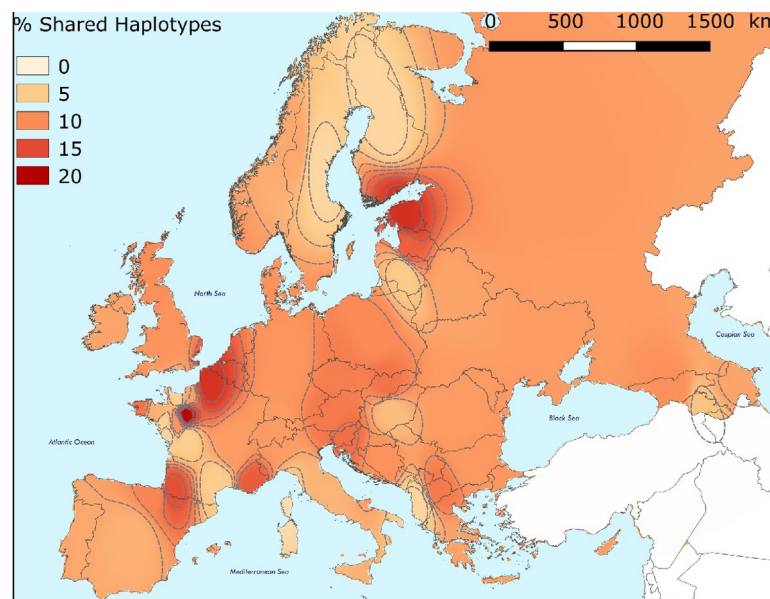 % Shared Haplotypes
0
5
10
15
20
0 500 1000 1500 km
North Sea
Caspian Sea
Black Sea
Atlantic Ocean
Mediterranean Sea